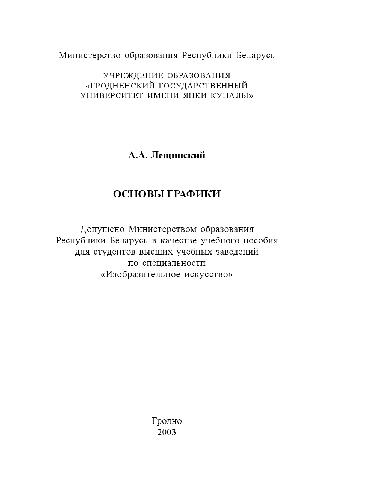 Министерство образования Республики Беларусь
УЧРЕЖДЕНИЕ ОБРАЗОВАНИЯ
«ГРОДНЕНСКИЙ ГОСУДАРСТВЕННЫЙ
УНИВЕРСИТЕТ ИМЕНИ ЯНКИ КУПАЛЫ»
А.А. Лещинский
ОСНОВЫ ГРАФИКИ
Допущено Министерством образования
Республики Беларусь в качестве учебного пособия
для студентов высших учебных заведений
по специальности
«Изобразительное искусство»
Гродно
2003